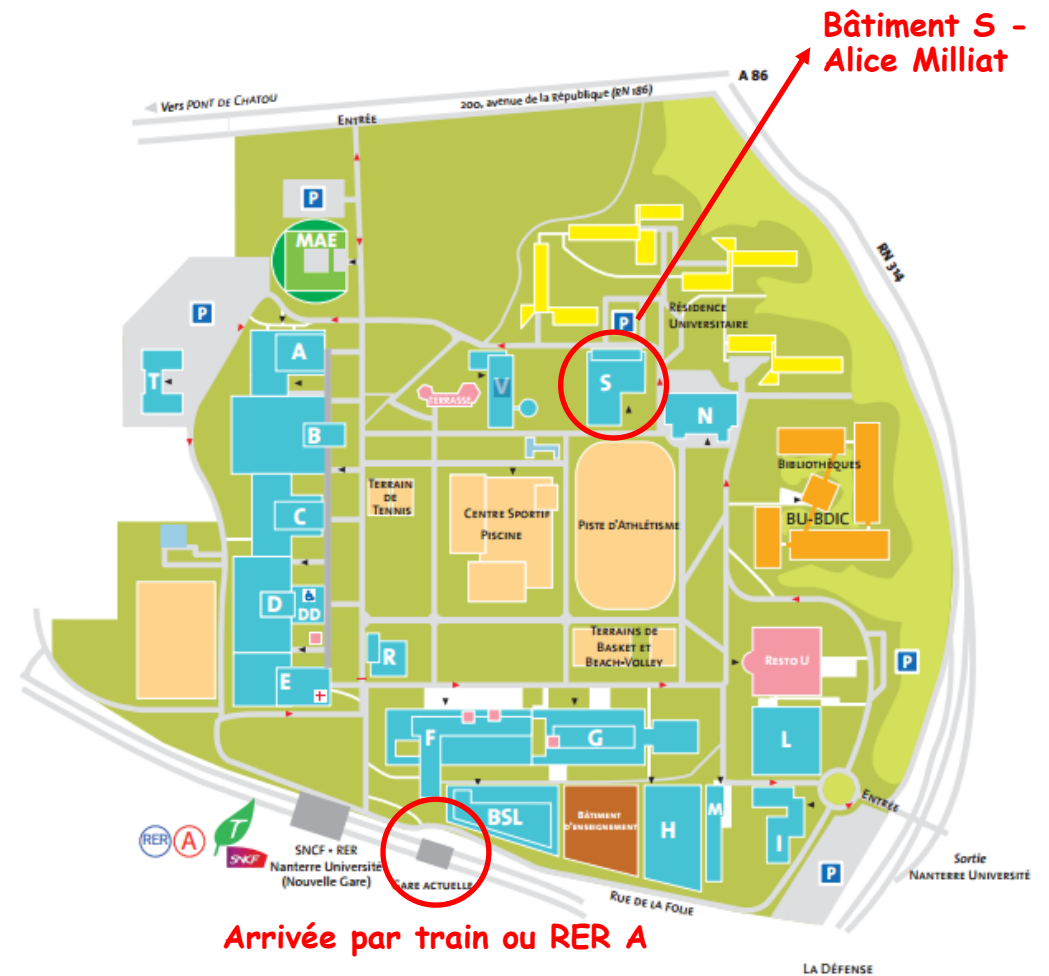 Bâtiment S -
Alice Milliat
A 86
Vers PONT DE CHATOU
200, avenue de la République (RN 186)
ENTRÉE
P
MAE
RN 314
P
RÉSIDENCE
UNIVERSITAIRE
P
A
T
V
TERRASSE
S
N
B
BIBLIOTHÈQUES
TERRAIN
DE
TENNIS
CENTRE SPORTIF
PISCINE
PISTE D'ATHLÉTISME
BU-BDIC
C
D
DD
TERRAINS DE
BASKET ET
BEACH-VOLLEY
R
RESTO U
P
E
F
G
L
BSL
BÂTIMENT
D'ENSEIGNEMENT
H
M
I
ENTRÉE
RER
A
T
SNCF
SNCF • RER
Nanterre Université
(Nouvelle Gare)
GARE ACTUELLE
P
Sortie
NANTERRE UNIVERSITÉ
RUE DE LA FOLIE
Arrivée par train ou RER A
LA DÉFENSE